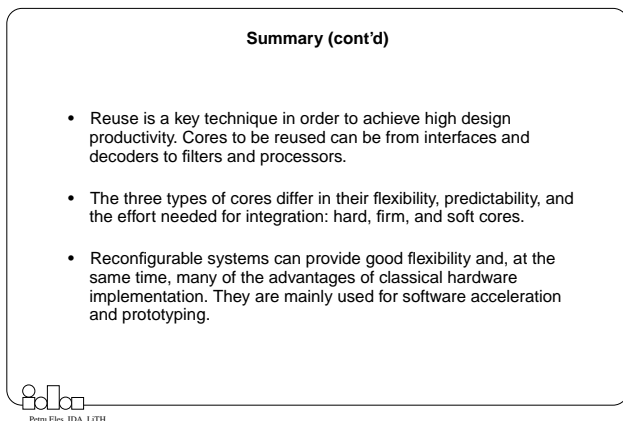 Summary (cont’d)
• Reuse is a key technique in order to achieve high design
productivity. Cores to be reused can be from interfaces and
decoders to filters and processors.
• The three types of cores differ in their flexibility, predictability, and
the effort needed for integration: hard, firm, and soft cores.
• Reconfigurable systems can provide good flexibility and, at the
same time, many of the advantages of classical hardware
implementation. They are mainly used for software acceleration
and prototyping.
Petru Eles, IDA, LiTH